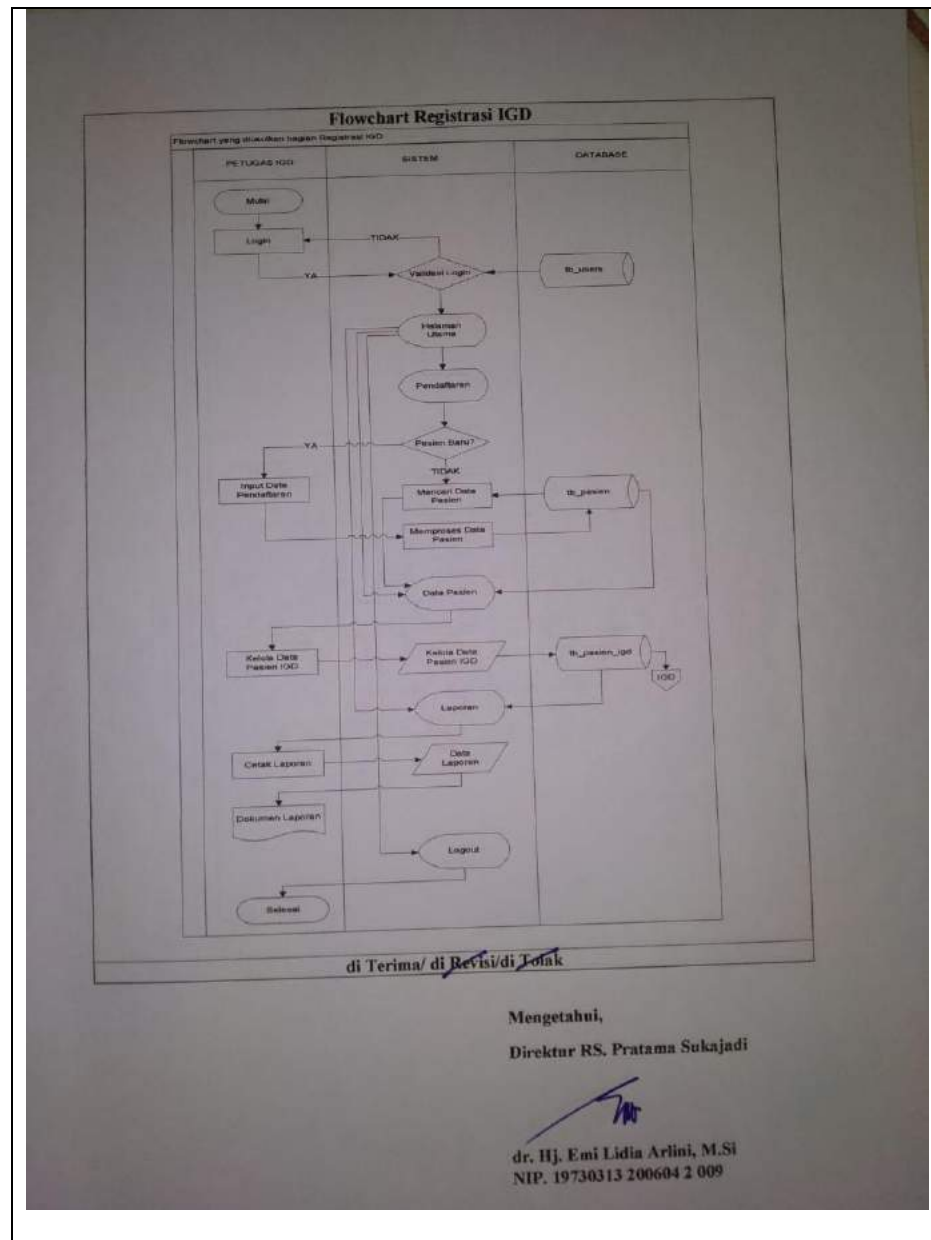 Flowchart Registrasi IGD
Flowchart yang diusulkan bagian Registrasi IGD
PETUGAS IGD
SISTEM
DATABASE
Mulai
Login
TIDAK
YA
Validasi Login
tb_users
Halaman
Utama
Pendaftaran
YA
Pasien Baru?
TIDAK
Input Data
Pendaftaran
Mencari Data
Pasien
tb_pasien
Memproses Data
Pasien
Data Pasien
Kelola Data
Pasien IGD
Kelola Data
Pasien IGD
tb_pasien_igd
IGD
Laporan
Cetak Laporan
Data
Laporan
Dokumen Laporan
Logout
Selesai
di Terima/ di Revisi/di Tolak
Mengetahui,
Direktur RS. Pratama Sukajadi
dr. Hj. Emi Lidia Arlini, M.Si
NIP. 19730313 200604 2 009